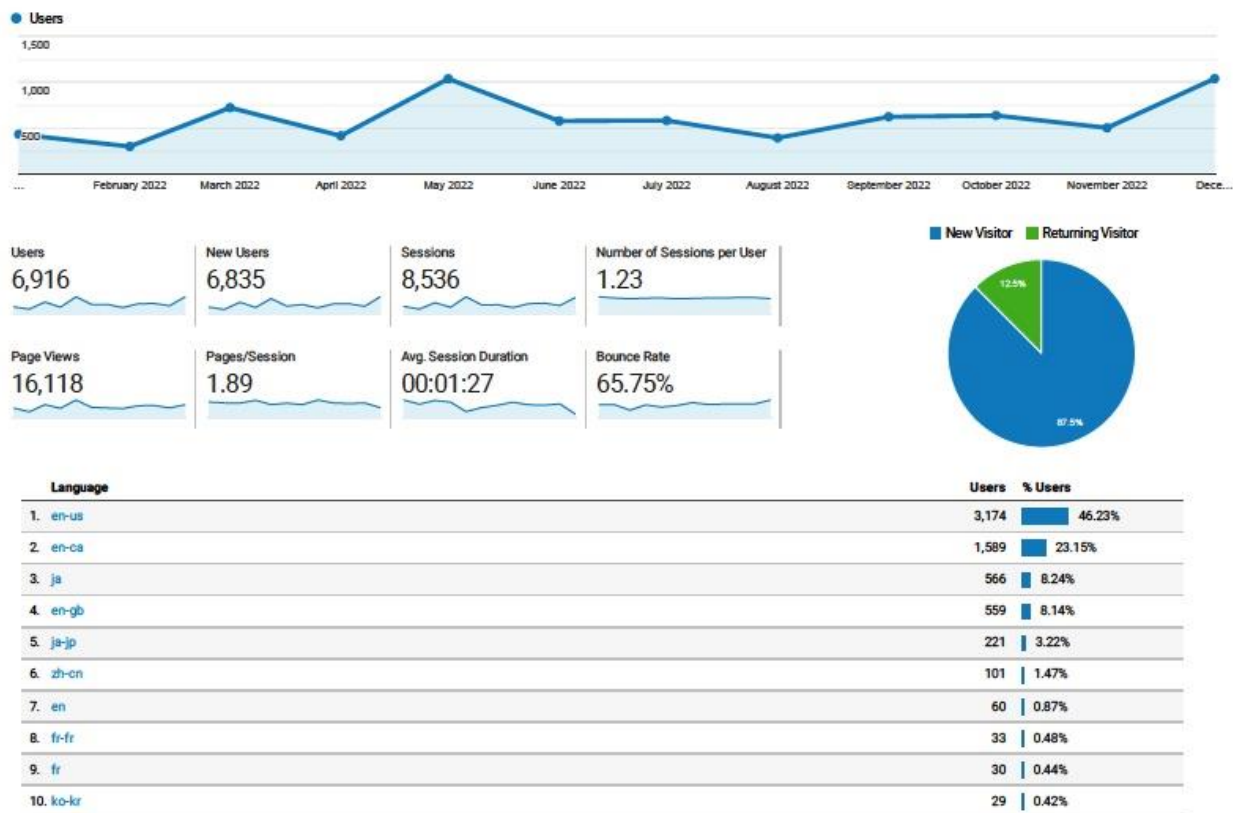 Users
1,500
1,000
500
... February 2022 March 2022 April 2022 May 2022 June 2022 July 2022 August 2022 September 2022 October 2022 November 2022 Dece...
New Visitor Returning Visitor
12.5%
87.5%
Users New Users Sessions Number of Sessions per User
6,916 6,835 8,536 1.23
Page Views Pages/Session Avg. Session Duration Bounce Rate
16,118 1.89 00:01:27 65.75%
Language Users % Users
1. en-us 3,174 46.23%
2. en-ca 1,589 23.15%
3. ja 566 8.24%
4. en-gb 559 8.14%
5. ja-jp 221 3.22%
6. zh-cn 101 1.47%
7. en 60 0.87%
8. fr-fr 33 0.48%
9. fr 30 0.44%
10. ko-kr 29 0.42%